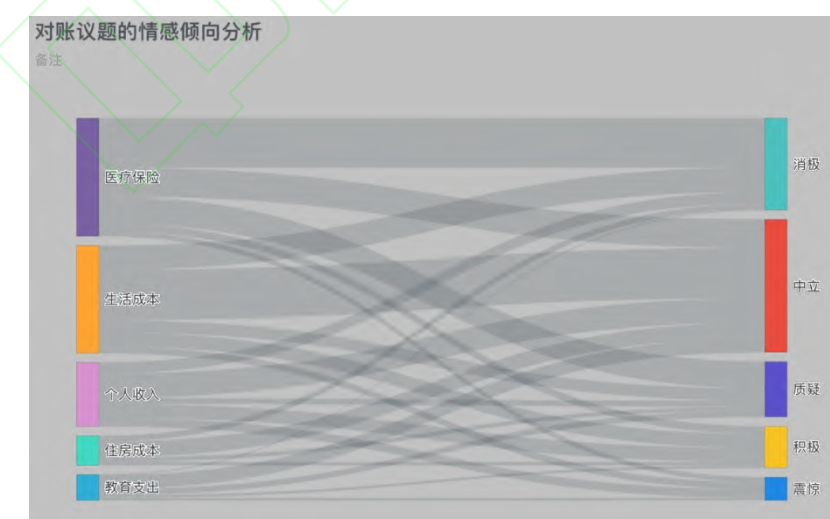 对账议题的情感倾向分析
备注
医疗保险
生活成本
个人收入
住房成本
教育支出
消极
中立
质疑
积极
震惊